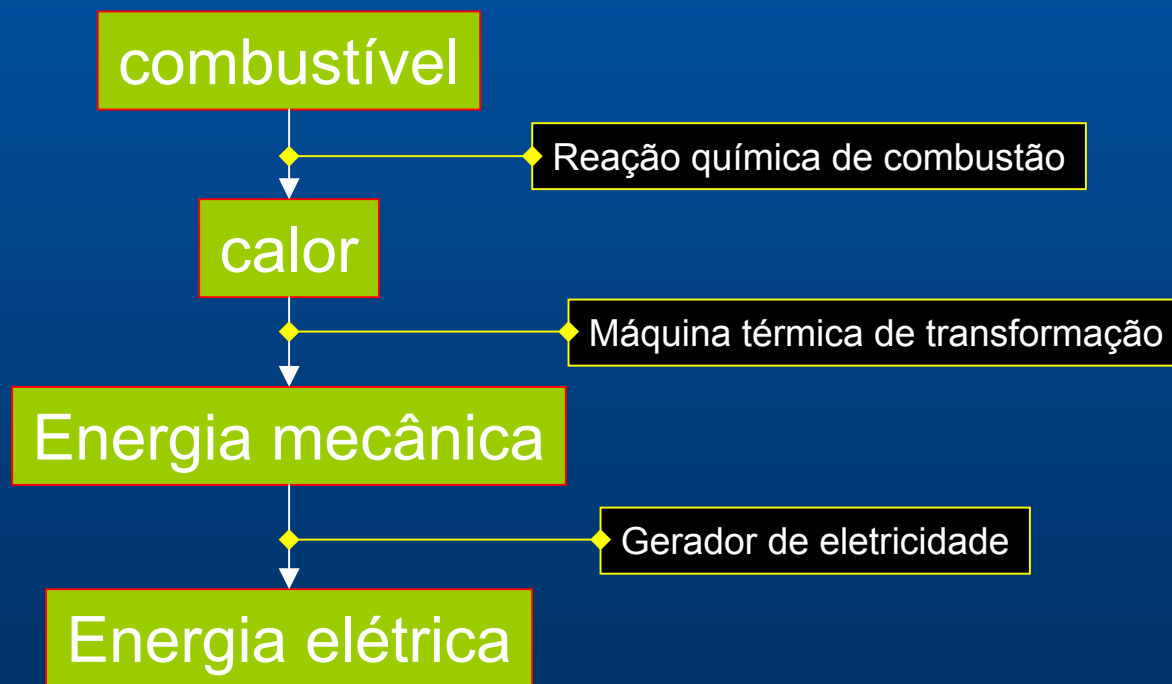 combustível
Reação química de combustão
calor
Máquina térmica de transformação
Energia mecânica
Gerador de eletricidade
Energia elétrica